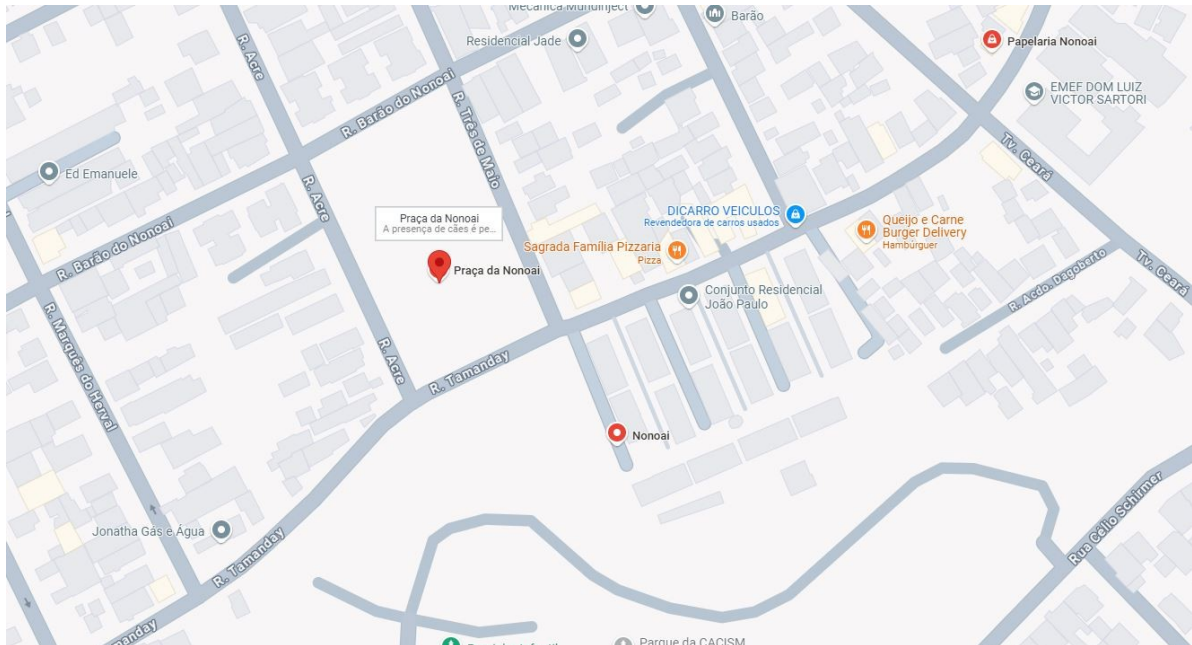 Mecânica Mundinject
Barão
Residencial Jade
Papelaria Nonoai
R. Acre
R. Barão do Nonoai
EMEF DOM LUIZ
VICTOR SARTORI
R. Três de Maio
Tv. Ceará
Ed Emanuele
R. Acre
Praça da Nonoai
A presença de cães é pe...
DICARRO VEICULOS
Revendedora de carros usados
Queijo e Carne
Burger Delivery
Hambúrguer
R. Barão do Nonoai
Sagrada Família Pizzaria
Pizza
Praça da Nonoai
Tv. Ceará
R. Acdo. Dagoberto
Conjunto Residencial
João Paulo
R. Marquês do Herval
R. Acre
R. Tamanday
Nonoai
Jonatha Gás e Água
Rua Célio Schirmer
R. Tamanday
Parque da CACISM